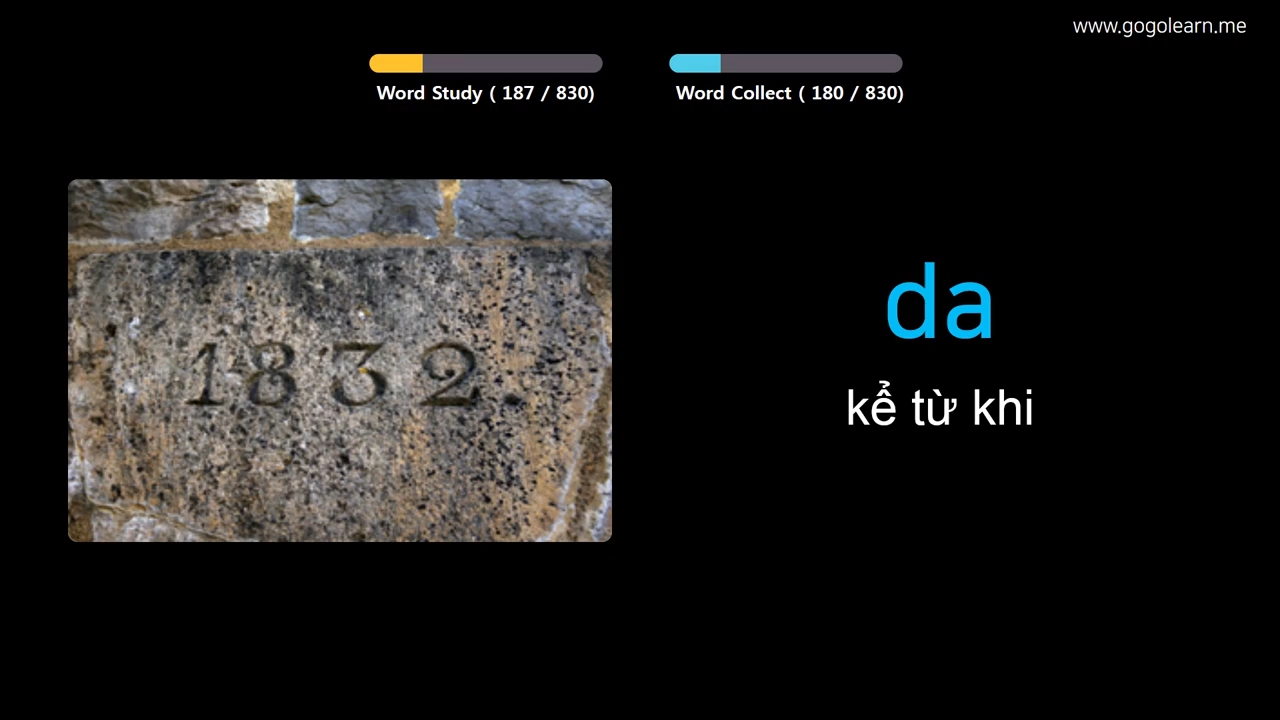 www.gogolearn.me
Word Study ( 187 / 830)
Word Collect ( 180 / 830)
1832.
da
kể từ khi